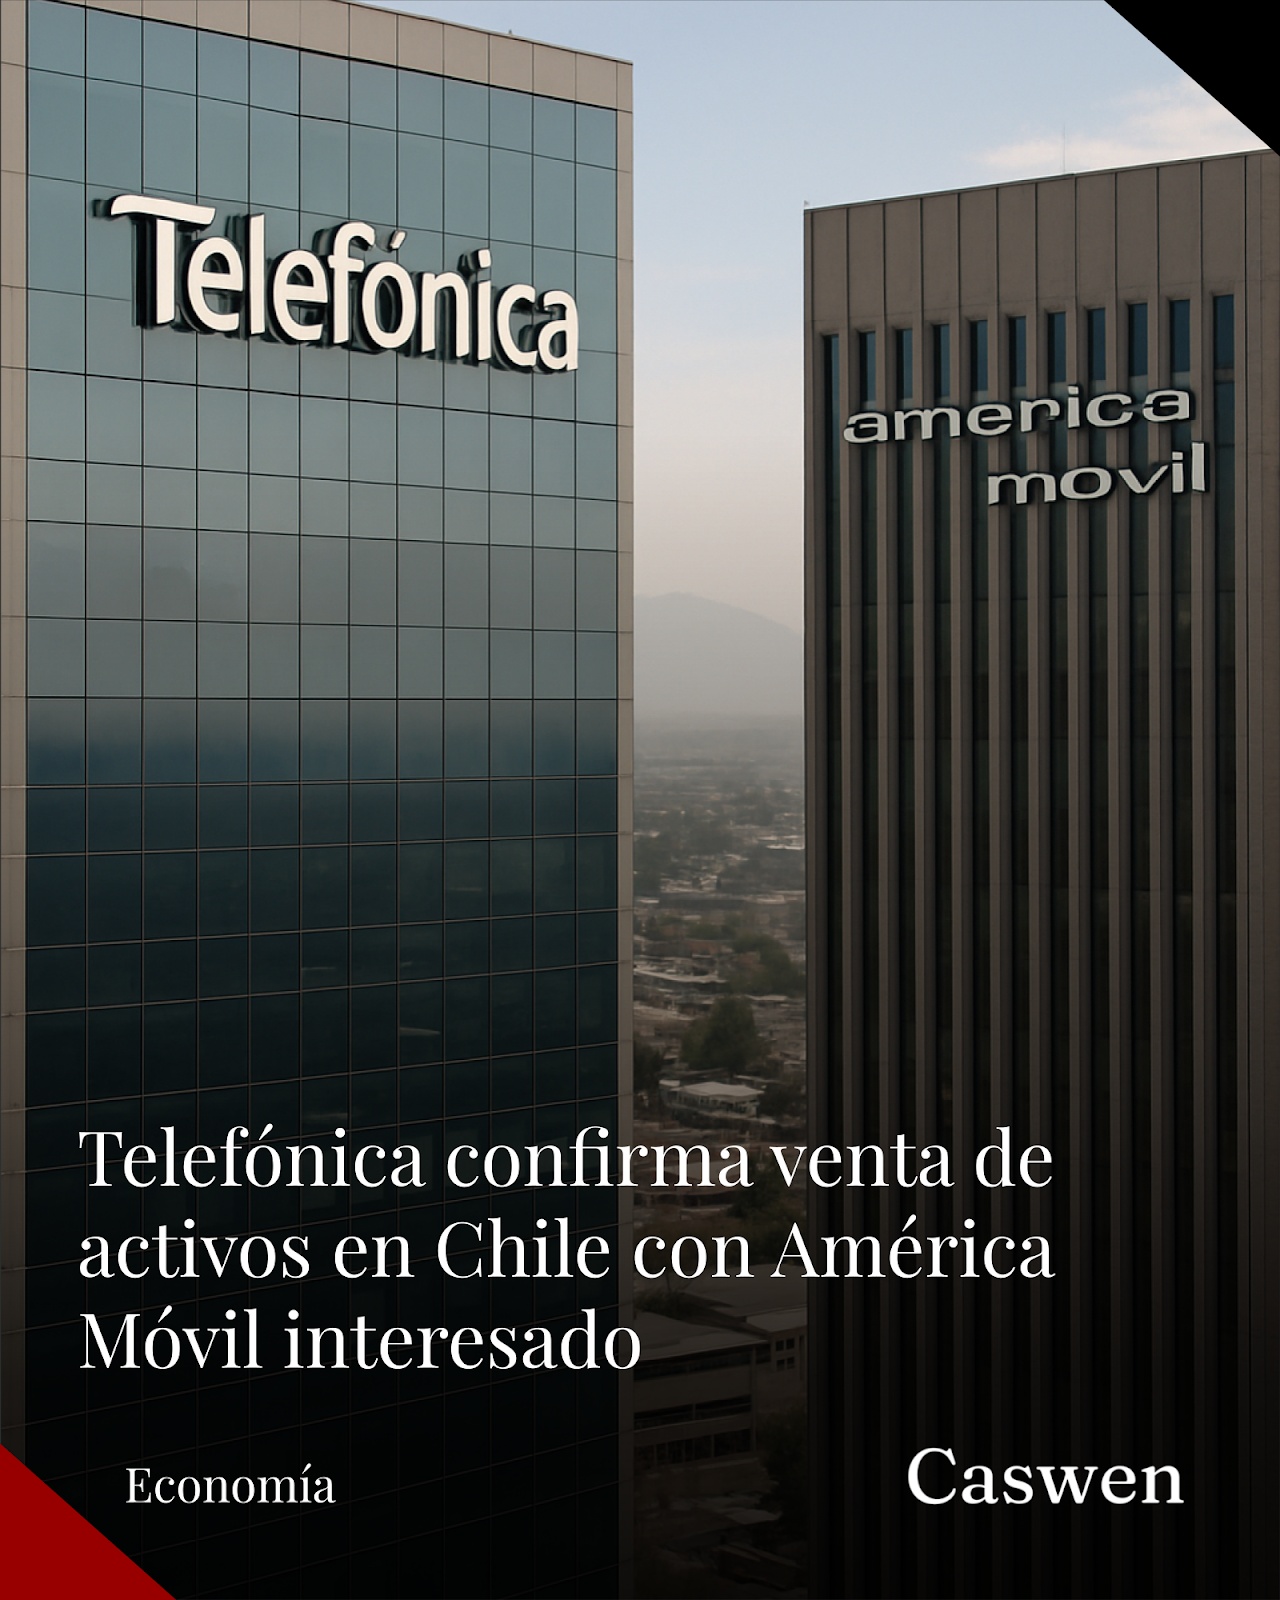 Telefónica
america
movil
Telefónica confirma venta de
activos en Chile con América
Móvil interesado
Economía
Caswen